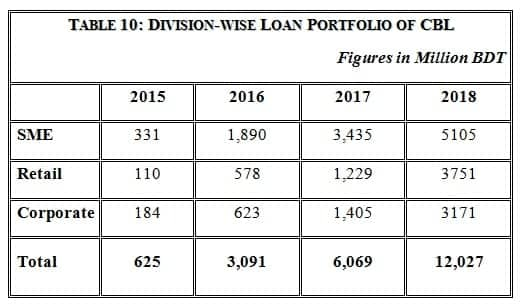 TABLE 10: DIVISION-WISE LOAN PORTFOLIO OF CBL
Figures in Million BDT
2015 2016 2017 2018
SME 331 1,890 3,435 5105
Retail 110 578 1,229 3751
Corporate 184 623 1,405 3171
Total 625 3,091 6,069 12,027